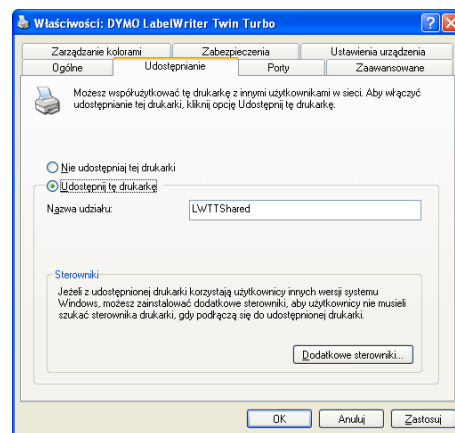 Właściwości: DYMO LabelWriter Twin Turbo
Zarządzanie kolorami Zabezpieczenia Ustawienia urządzenia
Ogólne Udostępnianie Porty Zaawansowane
Możesz współużytkować tę drukarkę z innymi użytkownikami w sieci. Aby włączyć
udostępnianie tej drukarki, kliknij opcję Udostępnij tę drukarkę.
Nie udostępniaj tej drukarki
Udostępnij tę drukarkę
Nazwa udziału: LWTTShared
Sterowniki
Jeżeli z udostępnionej drukarki korzystają użytkownicy innych wersji systemu
Windows, możesz zainstalować dodatkowe sterowniki, aby użytkownicy nie musieli
szukać sterownika drukarki, gdy podłączą się do udostępnionej drukarki.
Dodatkowe sterowniki...
OK Anuluj Zastosuj